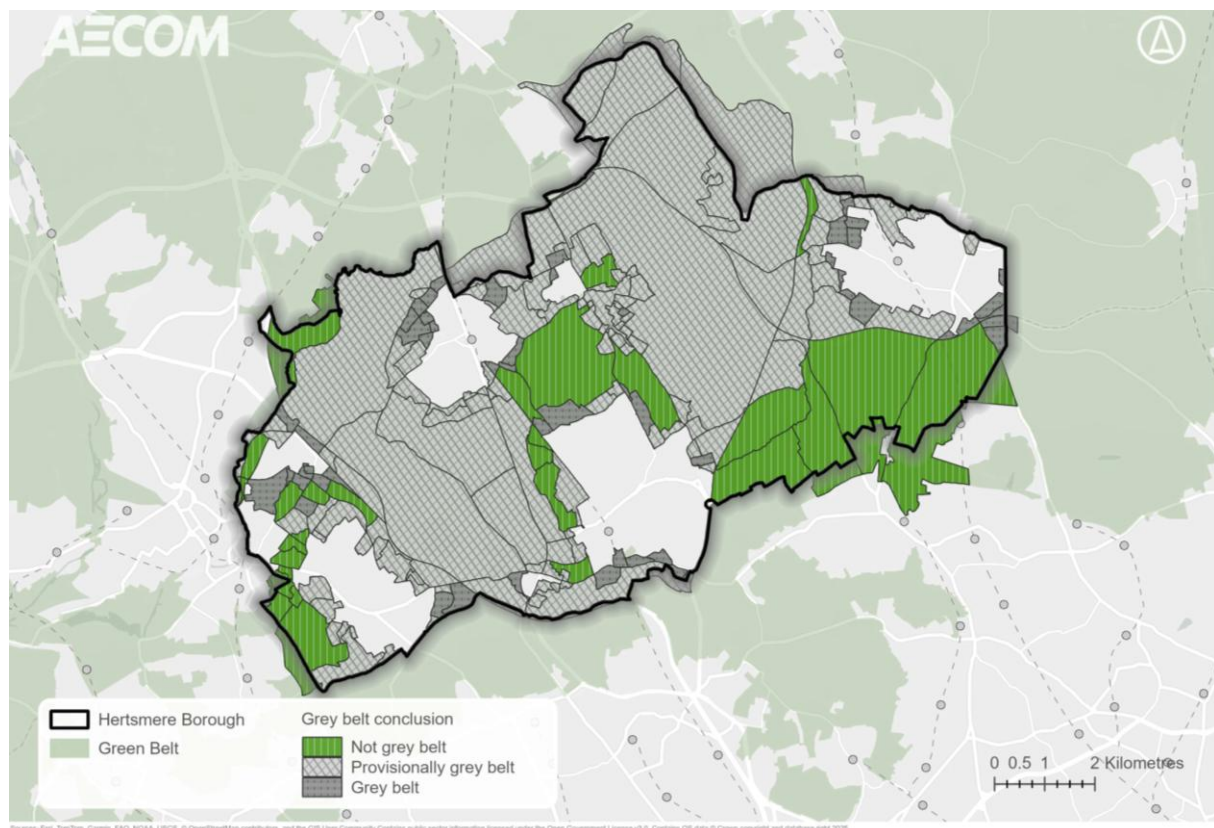 AECOM
Hertsmere Borough
Green Belt
Grey belt conclusion
Not grey belt
Provisionally grey belt
Grey belt
0 0.5 1 2 Kilometres